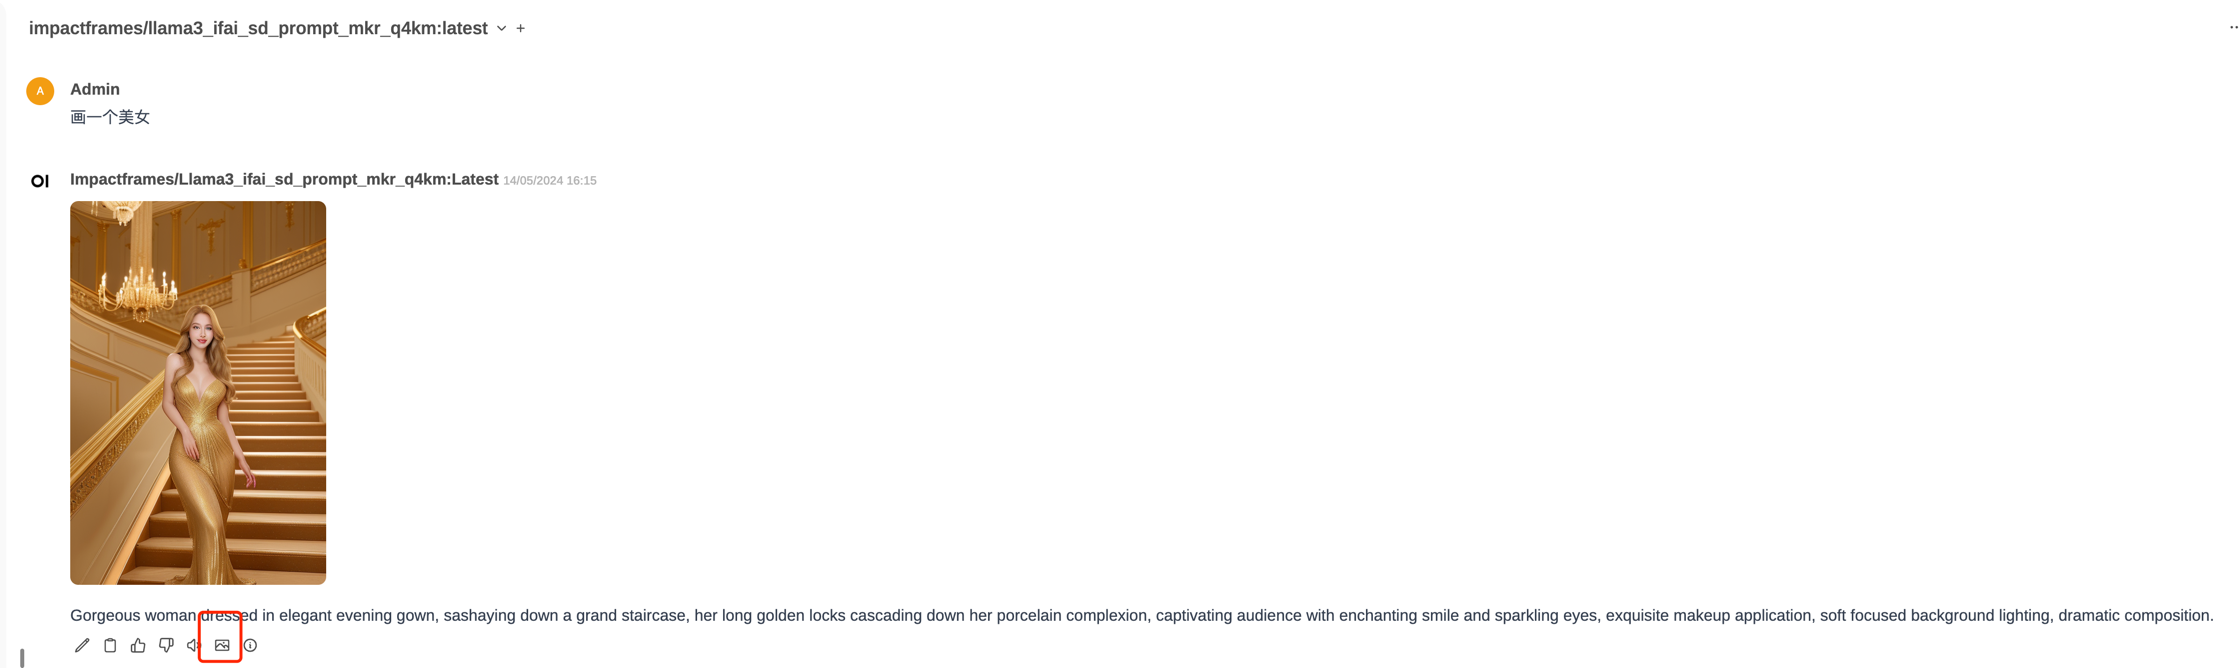 impactframes/llama3_ifai_sd_prompt_mkr_q4km:latest
A
Admin
画一个美女
OI
Impactframes/Llama3_ifai_sd_prompt_mkr_q4km:Latest 14/05/2024 16:15
Gorgeous woman dressed in elegant evening gown, sashaying down a grand staircase, her long golden locks cascading down her porcelain complexion, captivating audience with enchanting smile and sparkling eyes, exquisite makeup application, soft focused background lighting, dramatic composition.